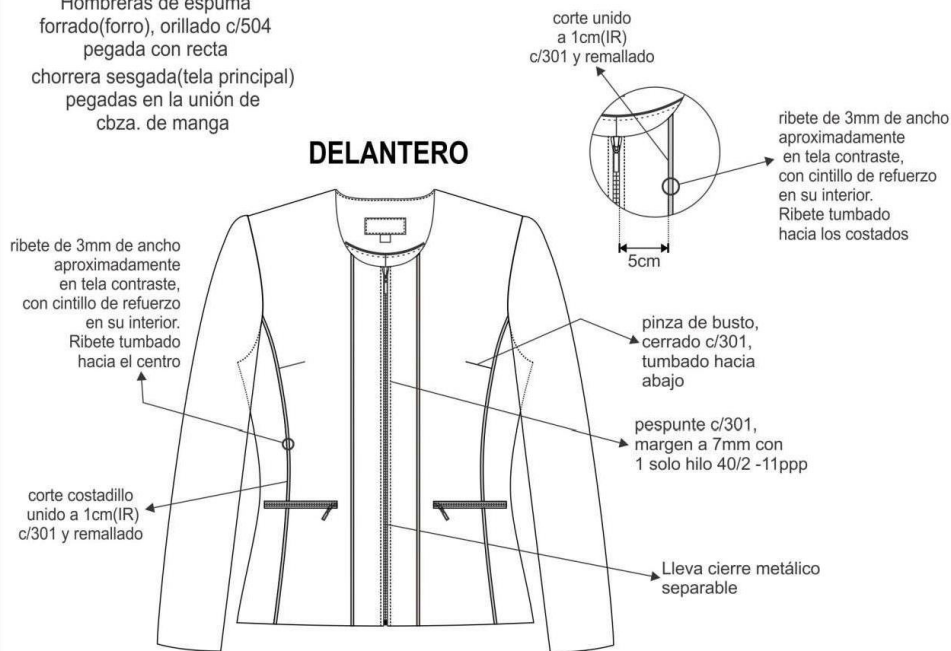 Hombreras de espuma
forrado(forro), orillado c/504
pegada con recta
chorrera sesgada(tela principal)
pegadas en la unión de
cbza. de manga
corte unido
a 1cm(IR)
c/301 y remallado
ribete de 3mm de ancho
aproximadamente
en tela contraste,
con cintillo de refuerzo
en su interior.
Ribete tumbado
hacia los costados
5cm
DELANTERO
ribete de 3mm de ancho
aproximadamente
en tela contraste,
con cintillo de refuerzo
en su interior.
Ribete tumbado
hacia el centro
pinza de busto,
cerrado c/301,
tumbado hacia
abajo
pespunte c/301,
margen a 7mm con
1 solo hilo 40/2 -11ppp
corte costadillo
unido a 1cm(IR)
c/301 y remallado
Lleva cierre metálico
separable